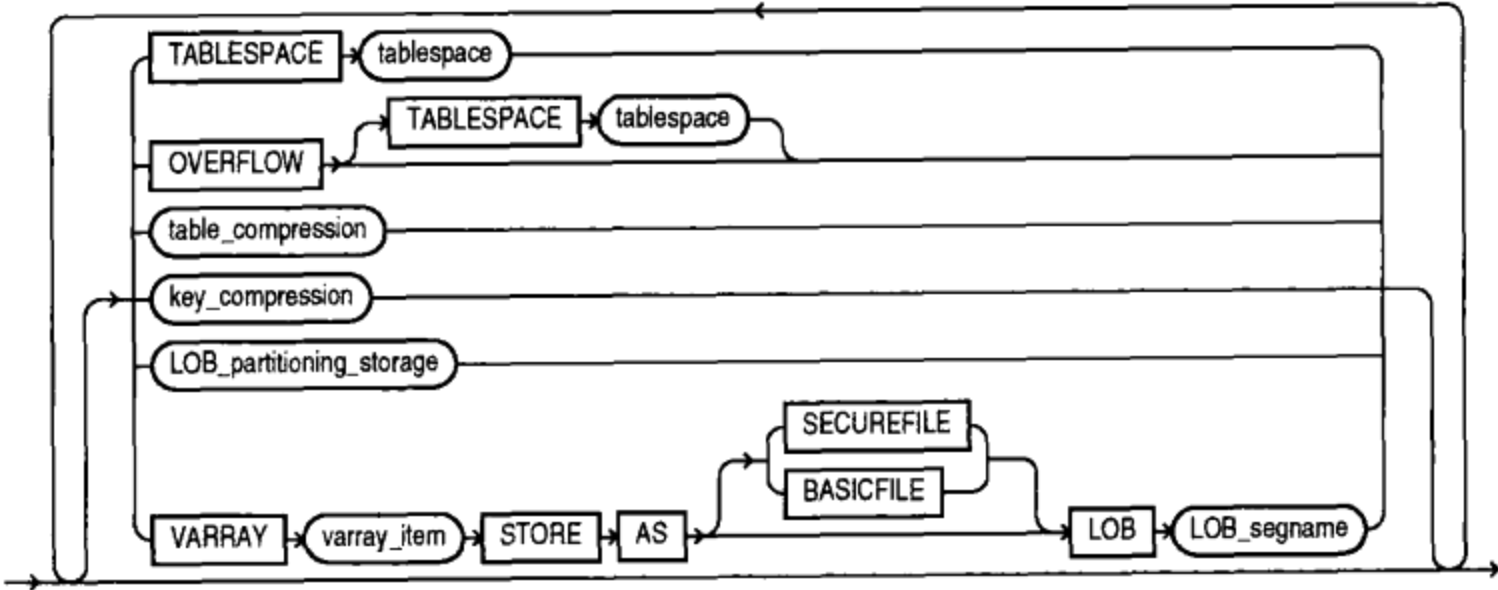 TABLESPACE tablespace
TABLESPACE tablespace
OVERFLOW
table_compression
key_compression
LOB_partitioning_storage
SECUREFILE
BASICFILE
VARRAY varray_item STORE AS LOB LOB_segname